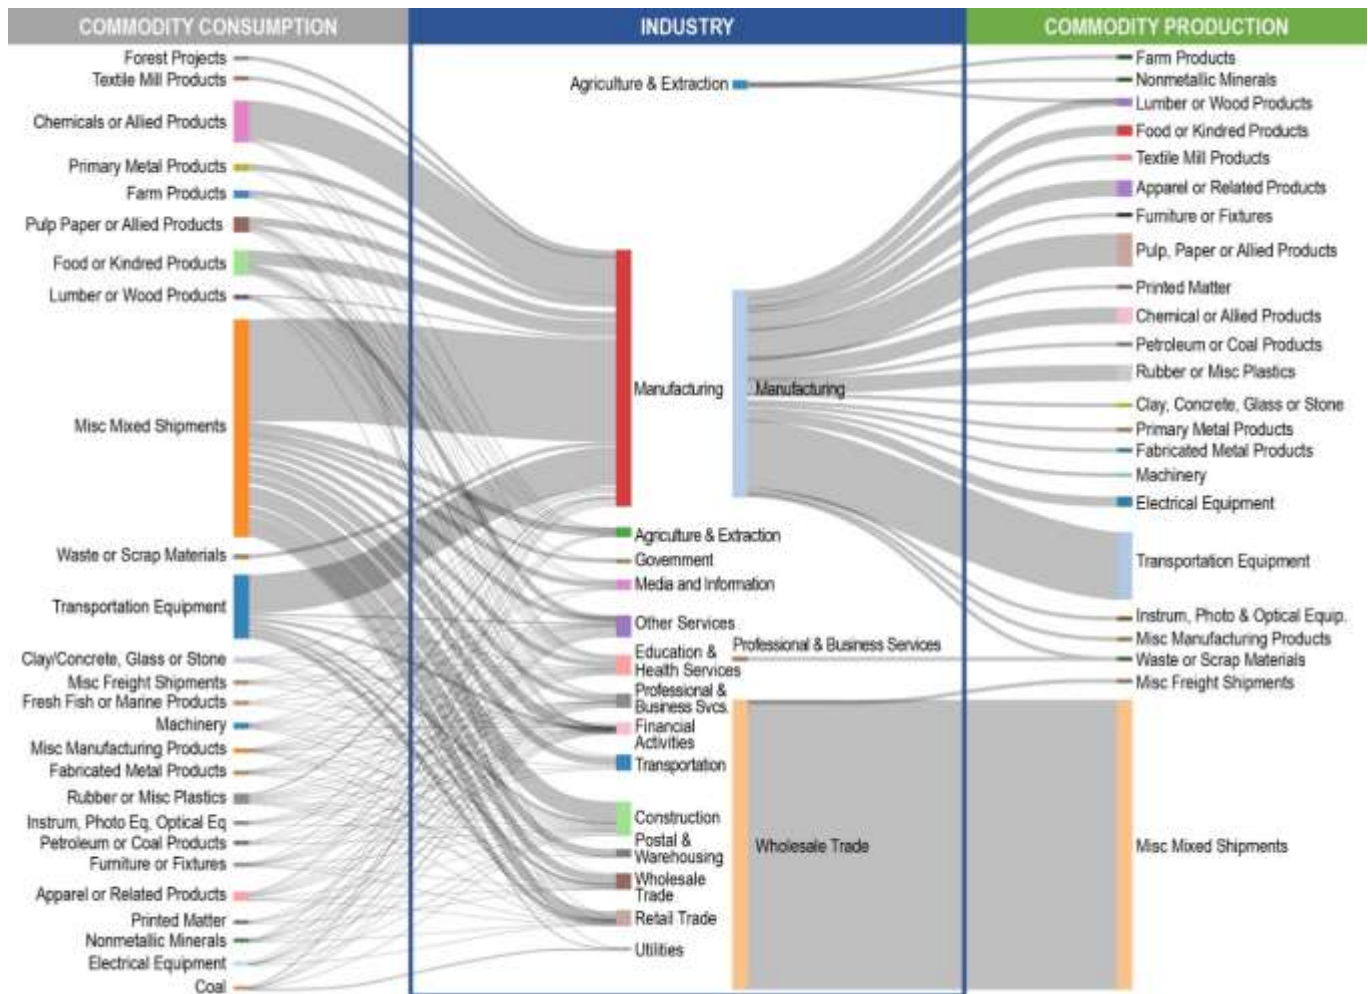 COMMODITY CONSUMPTION
INDUSTRY
COMMODITY PRODUCTION
Forest Projects
Textile Mill Products
Chemicals or Allied Products
Primary Metal Products
Farm Products
Pulp Paper or Allied Products
Food or Kindred Products
Lumber or Wood Products
Misc Mixed Shipments
Waste or Scrap Materials
Transportation Equipment
Clay/Concrete, Glass or Stone
Misc Freight Shipments
Fresh Fish or Marine Products
Machinery
Misc Manufacturing Products
Fabricated Metal Products
Rubber or Misc Plastics
Instrum, Photo Eq, Optical Eq
Petroleum or Coal Products
Furniture or Fixtures
Apparel or Related Products
Printed Matter
Nonmetallic Minerals
Electrical Equipment
Coal
Manufacturing
Agriculture & Extraction
Government
Media and Information
Other Services
Education &
Health Services
Professional &
Business Svcs.
Financial
Activities
Transportation
Construction
Postal &
Warehousing
Wholesale
Trade
Retail Trade
Utilities
Agriculture & Extraction
Manufacturing
Professional & Business Services
Wholesale Trade
Farm Products
Nonmetallic Minerals
Lumber or Wood Products
Food or Kindred Products
Textile Mill Products
Apparel or Related Products
Furniture or Fixtures
Pulp, Paper or Allied Products
Printed Matter
Chemical or Allied Products
Petroleum or Coal Products
Rubber or Misc Plastics
Clay, Concrete, Glass or Stone
Primary Metal Products
Fabricated Metal Products
Machinery
Electrical Equipment
Transportation Equipment
Instrum, Photo & Optical Equip.
Misc Manufacturing Products
Waste or Scrap Materials
Misc Freight Shipments
Misc Mixed Shipments